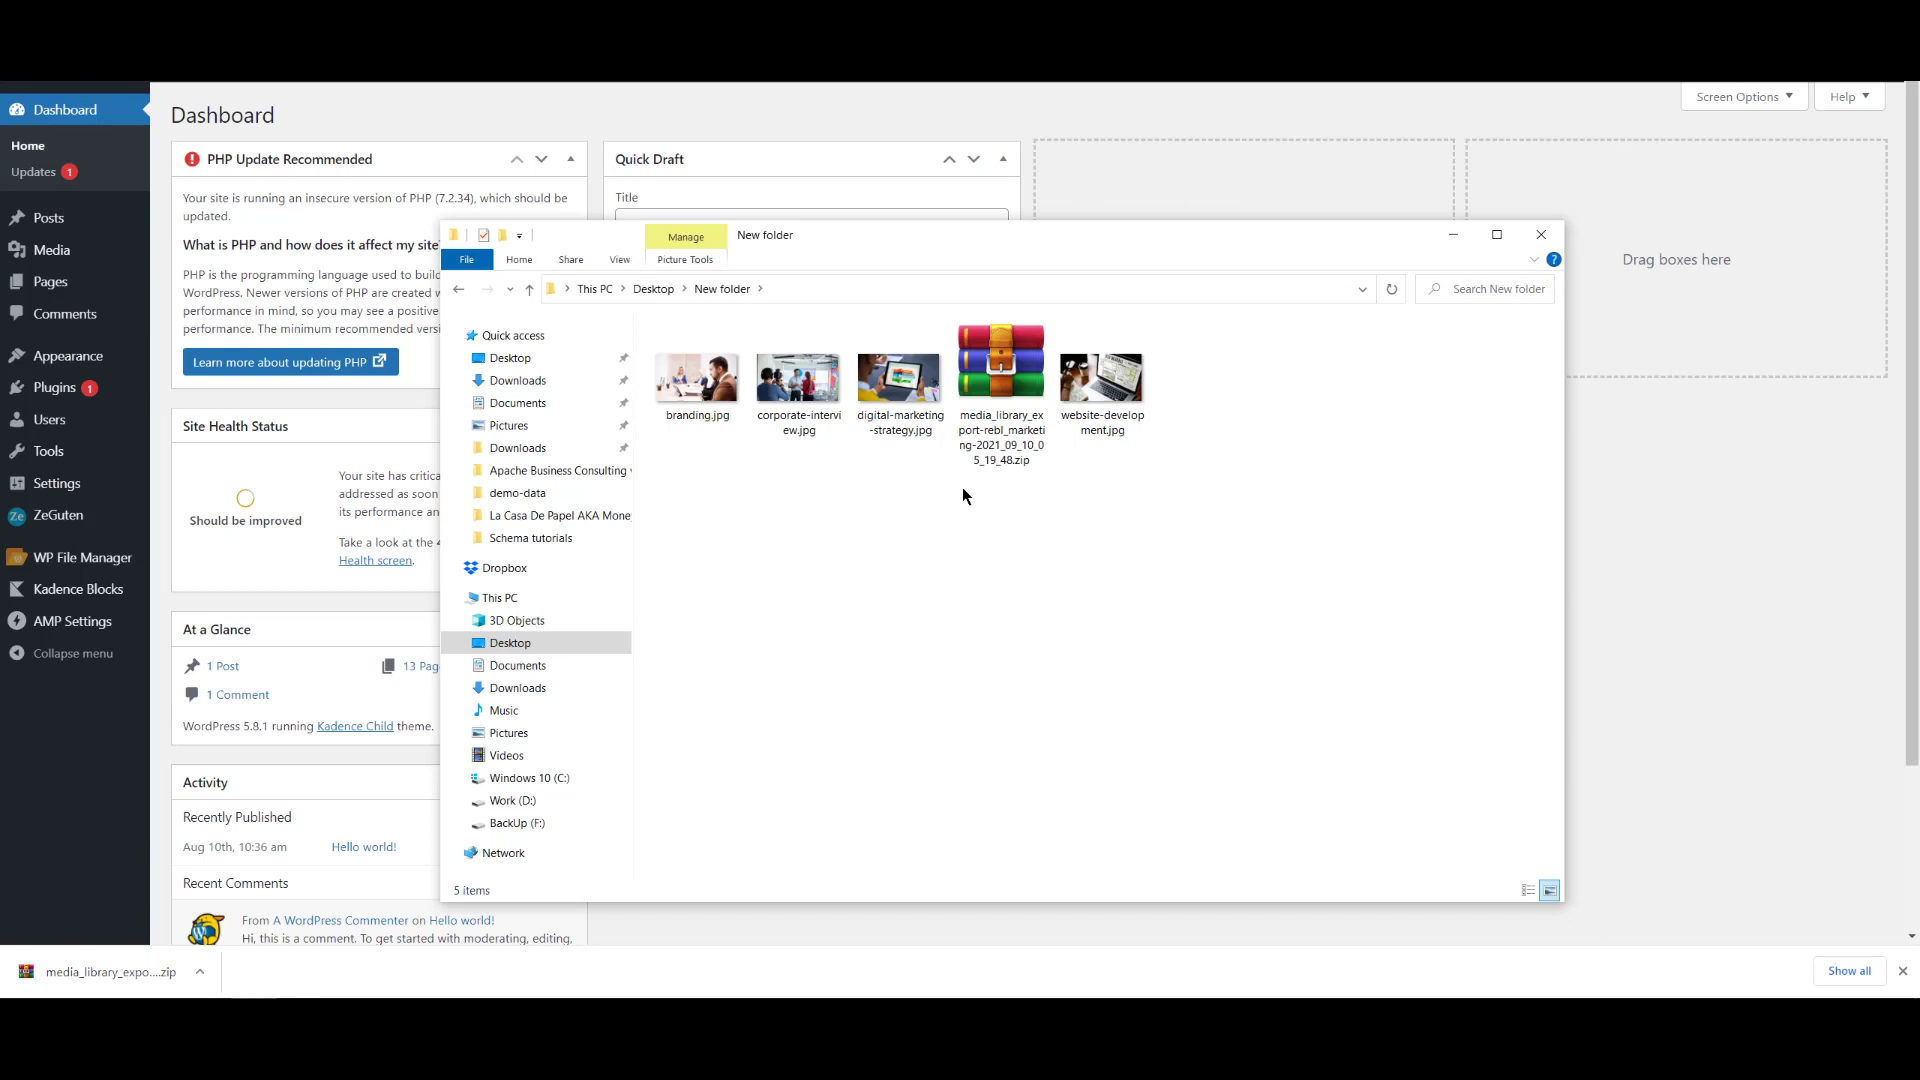 Dashboard
Home
Updates 1
Posts
Media
Pages
Comments
Appearance
Plugins 1
Users
Tools
Settings
Ze ZeGuten
WP File Manager
Kadence Blocks
AMP Settings
Collapse menu
Dashboard
Screen Options
Help
PHP Update Recommended
Your site is running an insecure version of PHP (7.2.34), which should be
updated.
What is PHP and how does it affect my site
PHP is the programming language used to buil
WordPress. Newer versions of PHP are created w
performance in mind, so you may see a positive
performance. The minimum recommended versi
Learn more about updating PHP
Site Health Status
Should be improved
Your site has critica
addressed as soon
its performance an
Take a look at the 4
Health screen.
At a Glance
1 Post
13 Pag
1 Comment
WordPress 5.8.1 running Kadence Child theme.
Activity
Recently Published
Aug 10th, 10:36 am Hello world!
Recent Comments
From A WordPress Commenter on Hello world!
Hi, this is a comment. To get started with moderating, editing,
Quick Draft
Title
Drag boxes here
Manage
New folder
File
Home
Share
View
Picture Tools
This PC
Desktop
New folder
Search New folder
Quick access
Desktop
Downloads
Documents
Pictures
Downloads
Apache Business Consulting
demo-data
La Casa De Papel AKA Mone
Schema tutorials
Dropbox
This PC
3D Objects
Desktop
Documents
Downloads
Music
Pictures
Videos
Windows 10 (C:)
Work (D:)
BackUp (F:)
Network
branding.jpg
corporate-intervi
ew.jpg
digital-marketing
-strategy.jpg
media_library_ex
port-rebl_marketi
ng-2021_09_10_0
5_19_48.zip
website-develop
ment.jpg
5 items
media_library_expo....zip
Show all